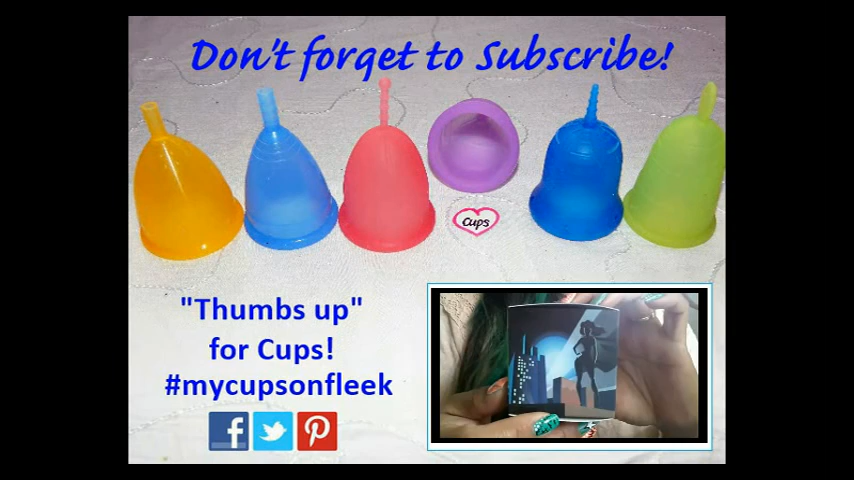 Don't forget to Subscribe!
cups
"Thumbs up"
for Cups!
#mycupsonfleek